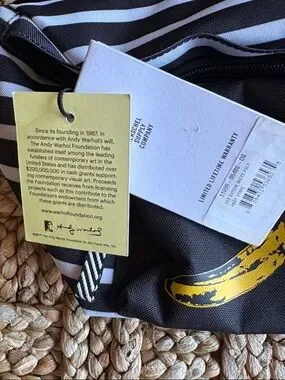 Since its founding in 1987, in
accordance with Andy Warhol's will,
The Andy Warhol Foundation has
established itself among the leading
funders of contemporary art in the
United States and has distributed over
$200,000,000 in cash grants support-
ing contemporary visual art. Proceeds
the Foundation receives from licensing
projects such as this contribute to the
Foundation's endowment from which
these grants are distributed.
www.warholfoundation.org
Andy Warhol
HERSCHEL
SUPPLY
COMPANY
LIMITED LIFETIME WARRANTY